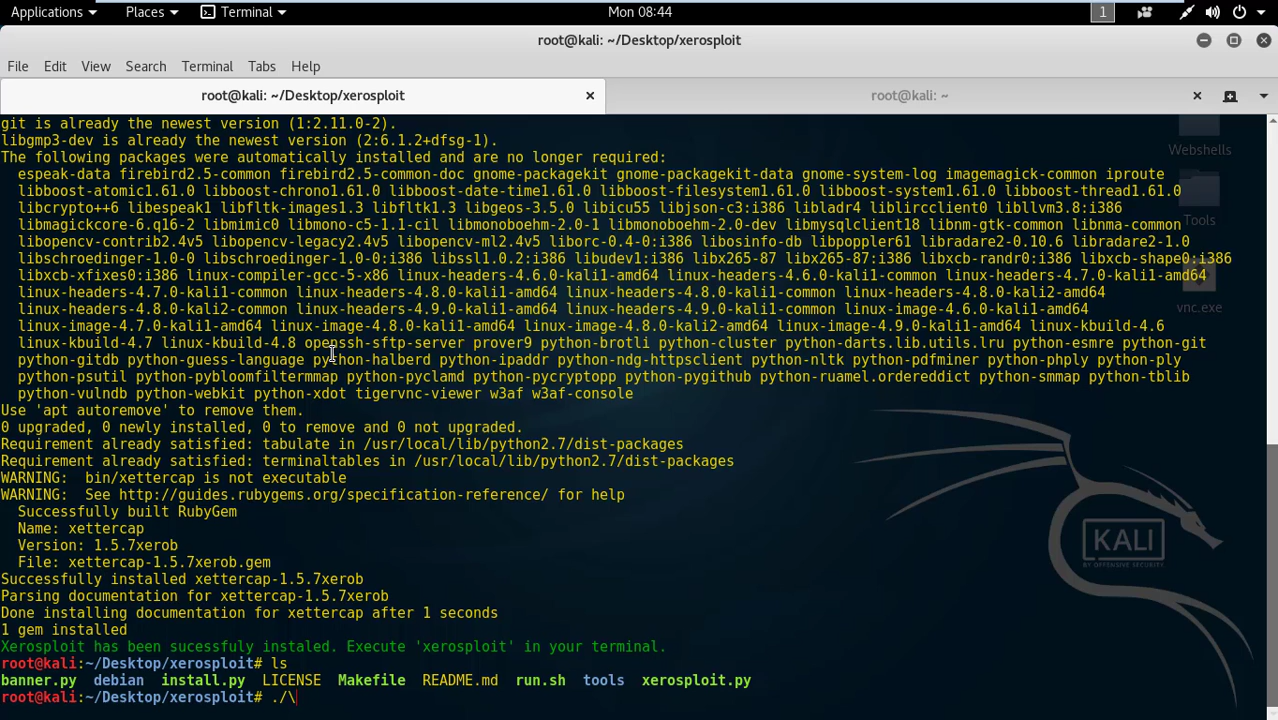 Applications Places Terminal Mon 08:44 1
root@kali: ~/Desktop/xerosploit
File Edit View Search Terminal Tabs Help
root@kali: ~/Desktop/xerosploit root@kali: ~
git is already the newest version (1:2.11.0-2).
libgmp3-dev is already the newest version (2:6.1.2+dfsg-1).
The following packages were automatically installed and are no longer required:
espeak-data firebird2.5-common firebird2.5-common-doc gnome-packagekit gnome-packagekit-data gnome-system-log imagemagick-common iproute
libboost-atomic1.61.0 libboost-chrono1.61.0 libboost-date-time1.61.0 libboost-filesystem1.61.0 libboost-system1.61.0 libboost-thread1.61.0
libcrypto++6 libespeak1 libfltk-images1.3 libfltk1.3 libgeos-3.5.0 libicu55 libjson-c3:i386 libladr4 liblircclient0 libllvm3.8:i386
libmagickcore-6.q16-2 libmimic0 libmono-c5-1.1-cil libmonoboehm-2.0-1 libmonoboehm-2.0-dev libmysqlclient18 libnm-gtk-common libnma-common
libopencv-contrib2.4v5 libopencv-legacy2.4v5 libopencv-ml2.4v5 liborc-0.4-0:i386 libosinfo-db libpoppler61 libradare2-0.10.6 libradare2-1.0
libschroedinger-1.0-0 libschroedinger-1.0-0:i386 libssl1.0.2:i386 libudev1:i386 libx265-87 libx265-87:i386 libxcb-randr0:i386 libxcb-shape0:i386
libxcb-xfixes0:i386 linux-compiler-gcc-5-x86 linux-headers-4.6.0-kali1-amd64 linux-headers-4.6.0-kali1-common linux-headers-4.7.0-kali1-amd64
linux-headers-4.7.0-kali1-common linux-headers-4.8.0-kali1-amd64 linux-headers-4.8.0-kali1-common linux-headers-4.8.0-kali2-amd64
linux-headers-4.8.0-kali2-common linux-headers-4.9.0-kali1-amd64 linux-headers-4.9.0-kali1-common linux-image-4.6.0-kali1-amd64
linux-image-4.7.0-kali1-amd64 linux-image-4.8.0-kali1-amd64 linux-image-4.8.0-kali2-amd64 linux-image-4.9.0-kali1-amd64 linux-kbuild-4.6
linux-kbuild-4.7 linux-kbuild-4.8 openssh-sftp-server prover9 python-brotli python-cluster python-darts.lib.utils.lru python-esmre python-git
python-gitdb python-guess-language python-halberd python-ipaddr python-ndg-httpsclient python-nltk python-pdfminer python-phply python-ply
python-psutil python-pybloomfiltermmap python-pyclamd python-pycryptopp python-pygithub python-ruamel.ordereddict python-smmap python-tblib
python-vulndb python-webkit python-xdot tigervnc-viewer w3af w3af-console
Use 'apt autoremove' to remove them.
0 upgraded, 0 newly installed, 0 to remove and 0 not upgraded.
Requirement already satisfied: tabulate in /usr/local/lib/python2.7/dist-packages
Requirement already satisfied: terminaltables in /usr/local/lib/python2.7/dist-packages
WARNING:  bin/xettercap is not executable
WARNING:  See http://guides.rubygems.org/specification-reference/ for help
Successfully built RubyGem
Name: xettercap
Version: 1.5.7xerob
File: xettercap-1.5.7xerob.gem
Successfully installed xettercap-1.5.7xerob
Parsing documentation for xettercap-1.5.7xerob
Done installing documentation for xettercap after 1 seconds
1 gem installed
Xerosploit has been sucessfuly instaled. Execute 'xerosploit' in your terminal.
root@kali:~/Desktop/xerosploit# ls
banner.py debian install.py LICENSE Makefile README.md run.sh tools xerosploit.py
root@kali:~/Desktop/xerosploit# ./\
Webshells
Tools
vnc.exe
KALI
BY OFFENSIVE SECURITY